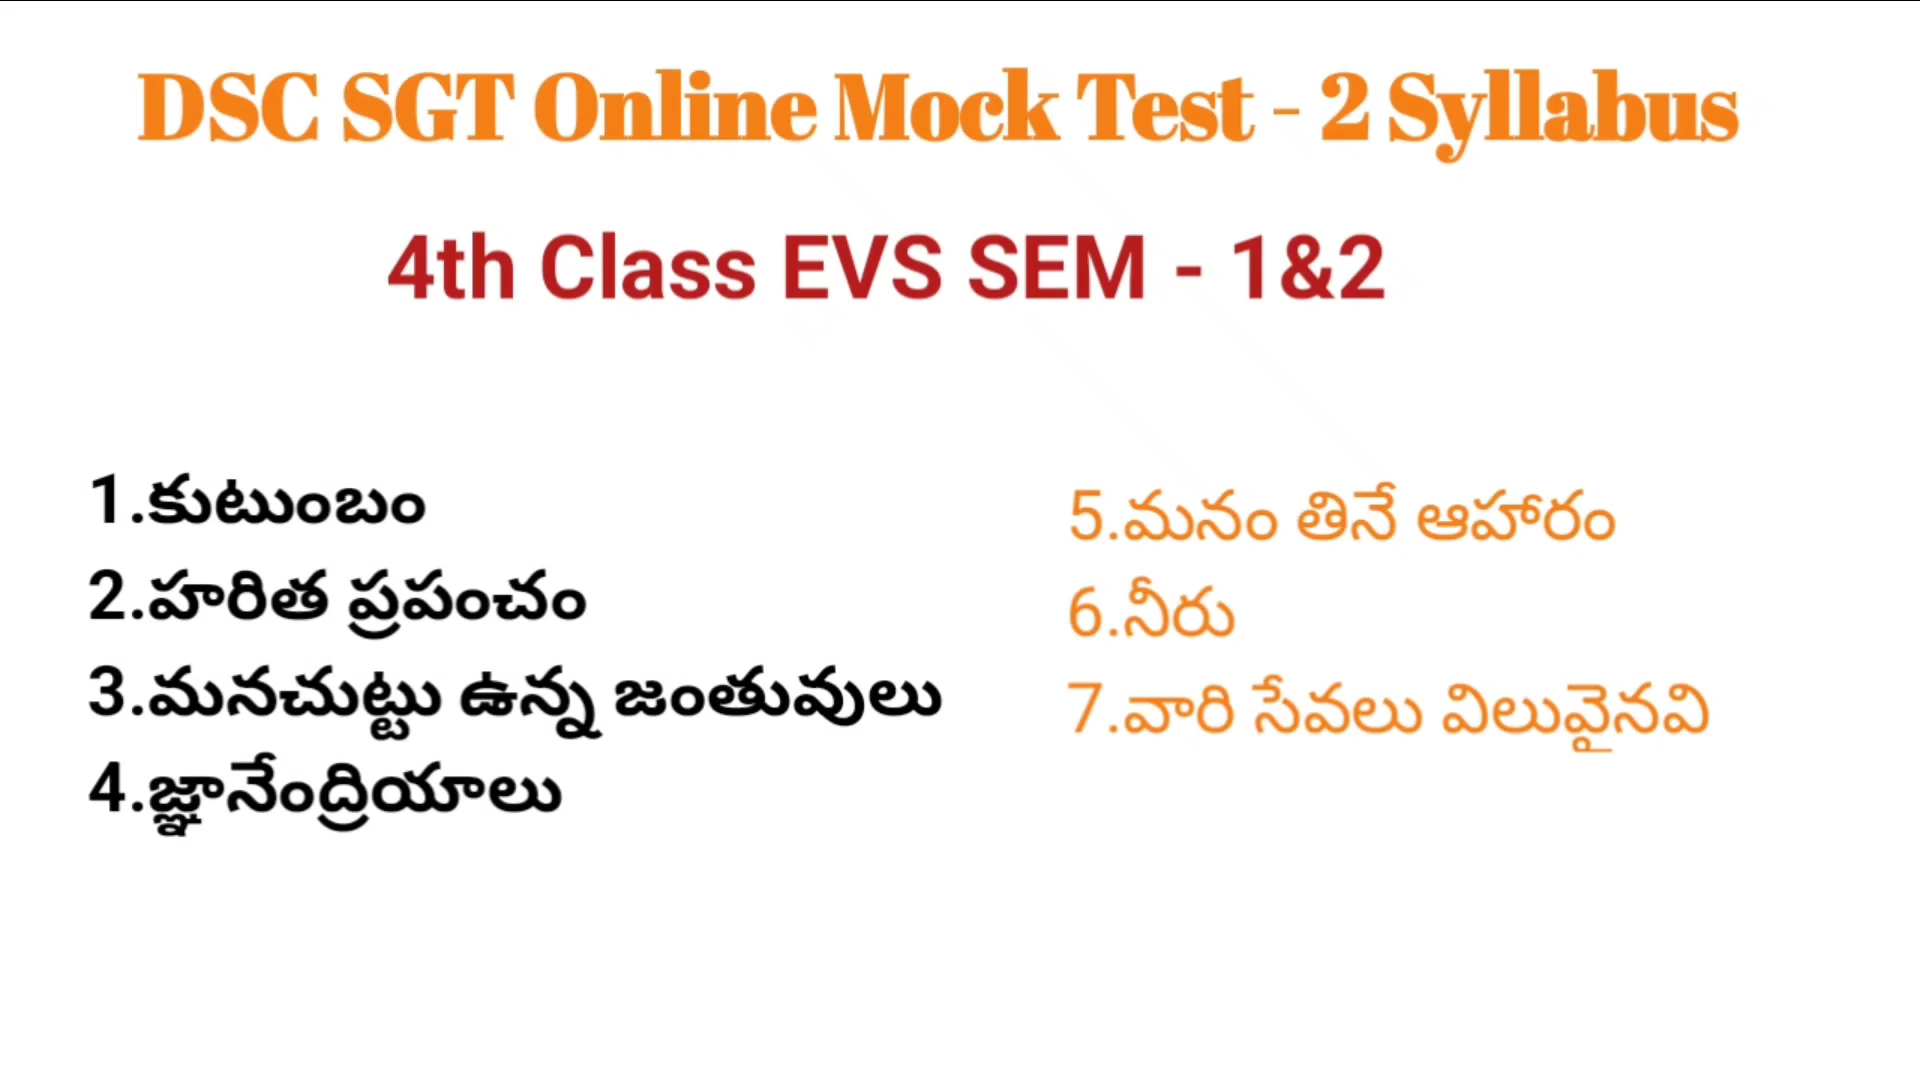 DSC SGT Online Mock Test - 2 Syllabus
4th Class EVS SEM - 1&2
1.కుటుంబం
2.హరిత ప్రపంచం
3.మనచుట్టు ఉన్న జంతువులు
4.జ్ఞానేంద్రియాలు
5.మనం తినే ఆహారం
6.నీరు
7.వారి సేవలు విలువైనవి